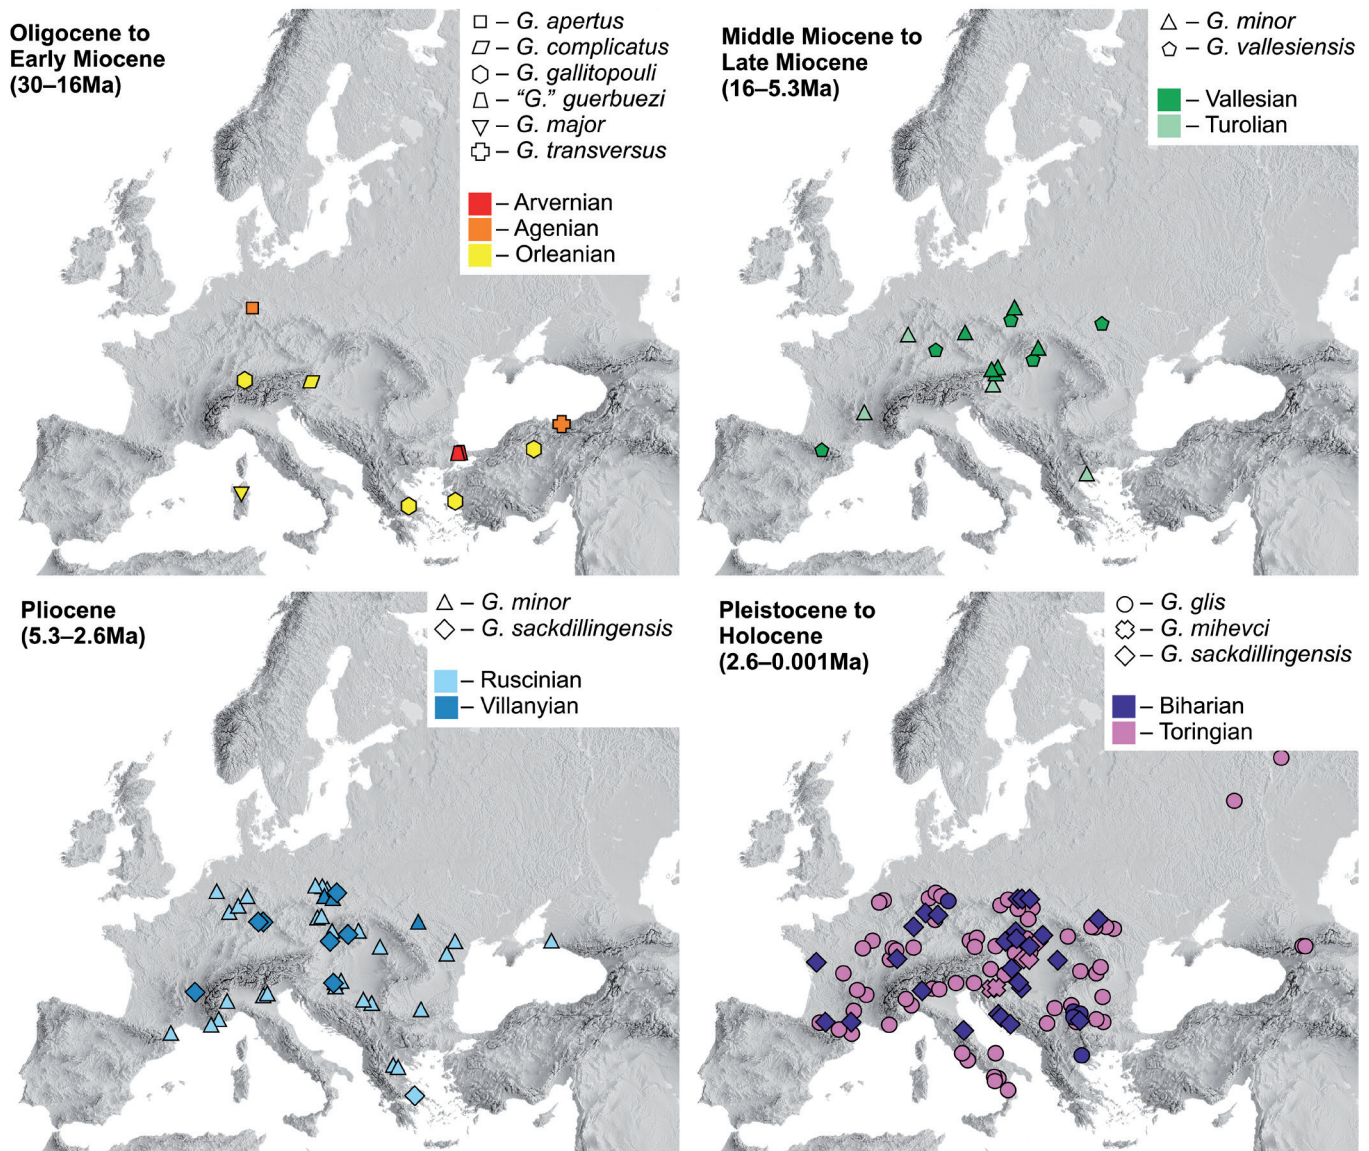 Oligocene to
Early Miocene
(30–16Ma)
– G. apertus
– G. complicatus
– G. gallitopouli
– “G.” guerbuezi
– G. major
– G. transversus
– Arvernian
– Agenian
– Orleanian
Middle Miocene to
Late Miocene
(16–5.3Ma)
– G. minor
– G. vallesiensis
– Vallesian
– Turolian
Pliocene
(5.3–2.6Ma)
– G. minor
– G. sackdillingensis
– Ruscinian
– Villanyian
Pleistocene to
Holocene
(2.6–0.001Ma)
– G. glis
– G. mihevci
– G. sackdillingensis
– Biharian
– Toringian